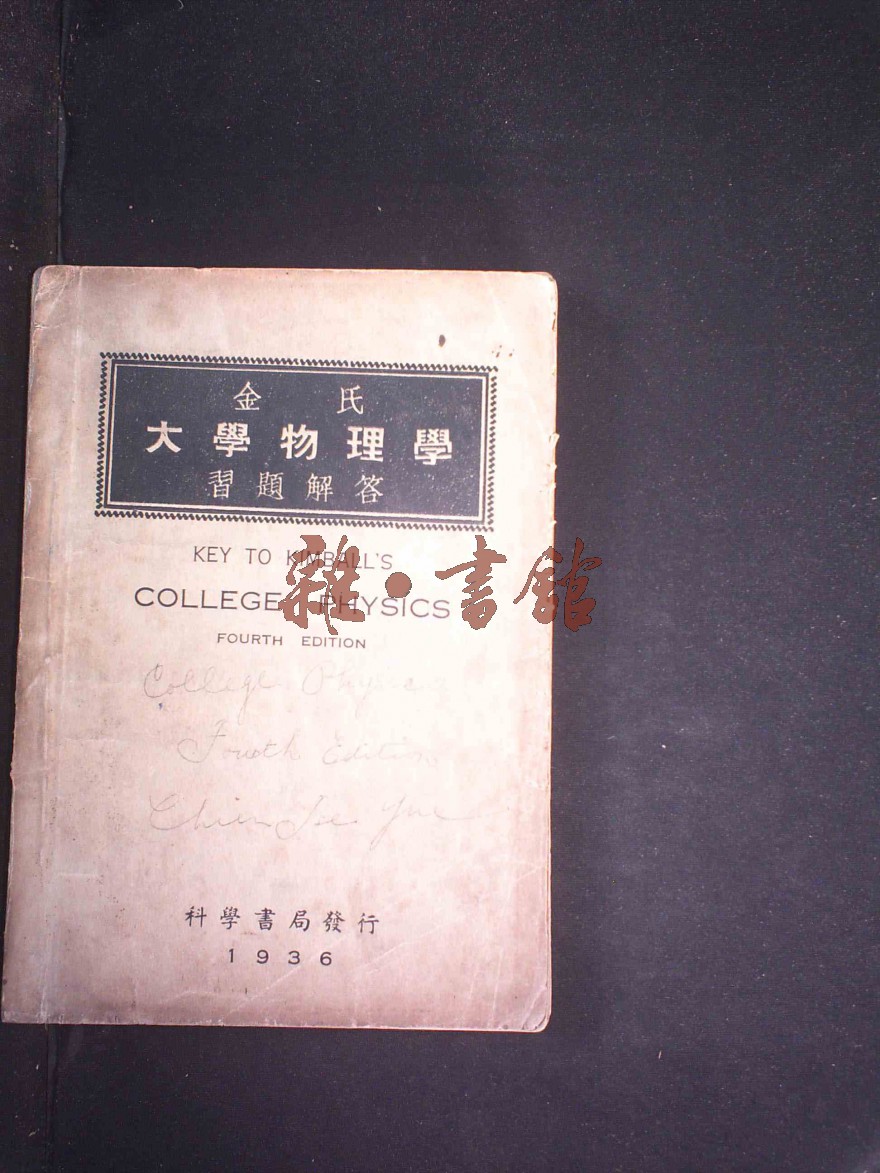 金氏
大學物理學
習題解答
KEY TO KIMBALL'S
COLLEGE PHYSICS
FOURTH EDITION
雜·書館
College Physics
Fourth Edition
科學書局發行
1936